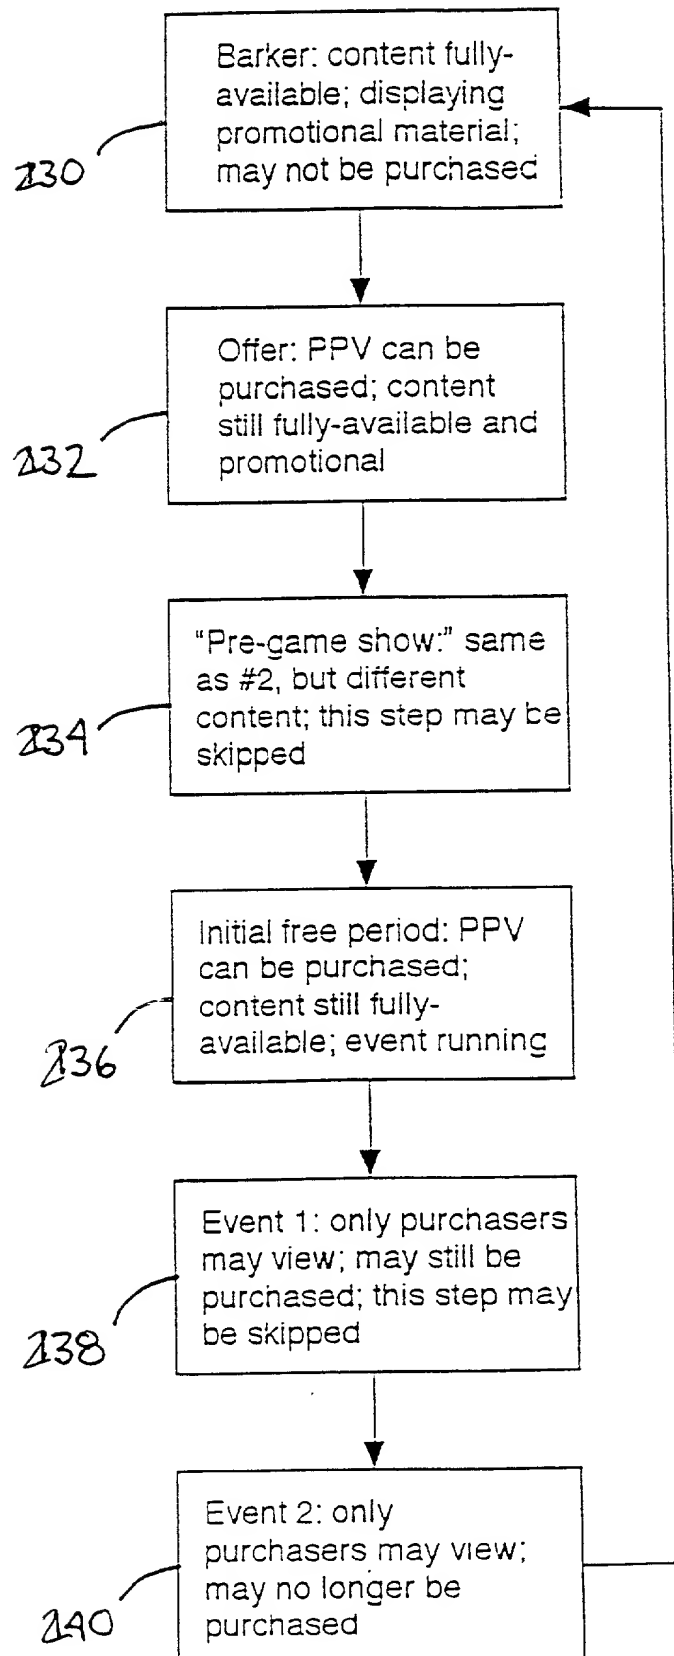 Barker: content fully-
available; displaying
promotional material;
may not be purchased
230
Offer: PPV can be
purchased; content
still fully-available and
promotional
232
“Pre-game show:” same
as #2, but different
content; this step may be
skipped
234
Initial free period: PPV
can be purchased;
content still fully-
available; event running
236
Event 1: only purchasers
may view; may still be
purchased; this step may
be skipped
238
Event 2: only
purchasers may view;
may no longer be
purchased
240